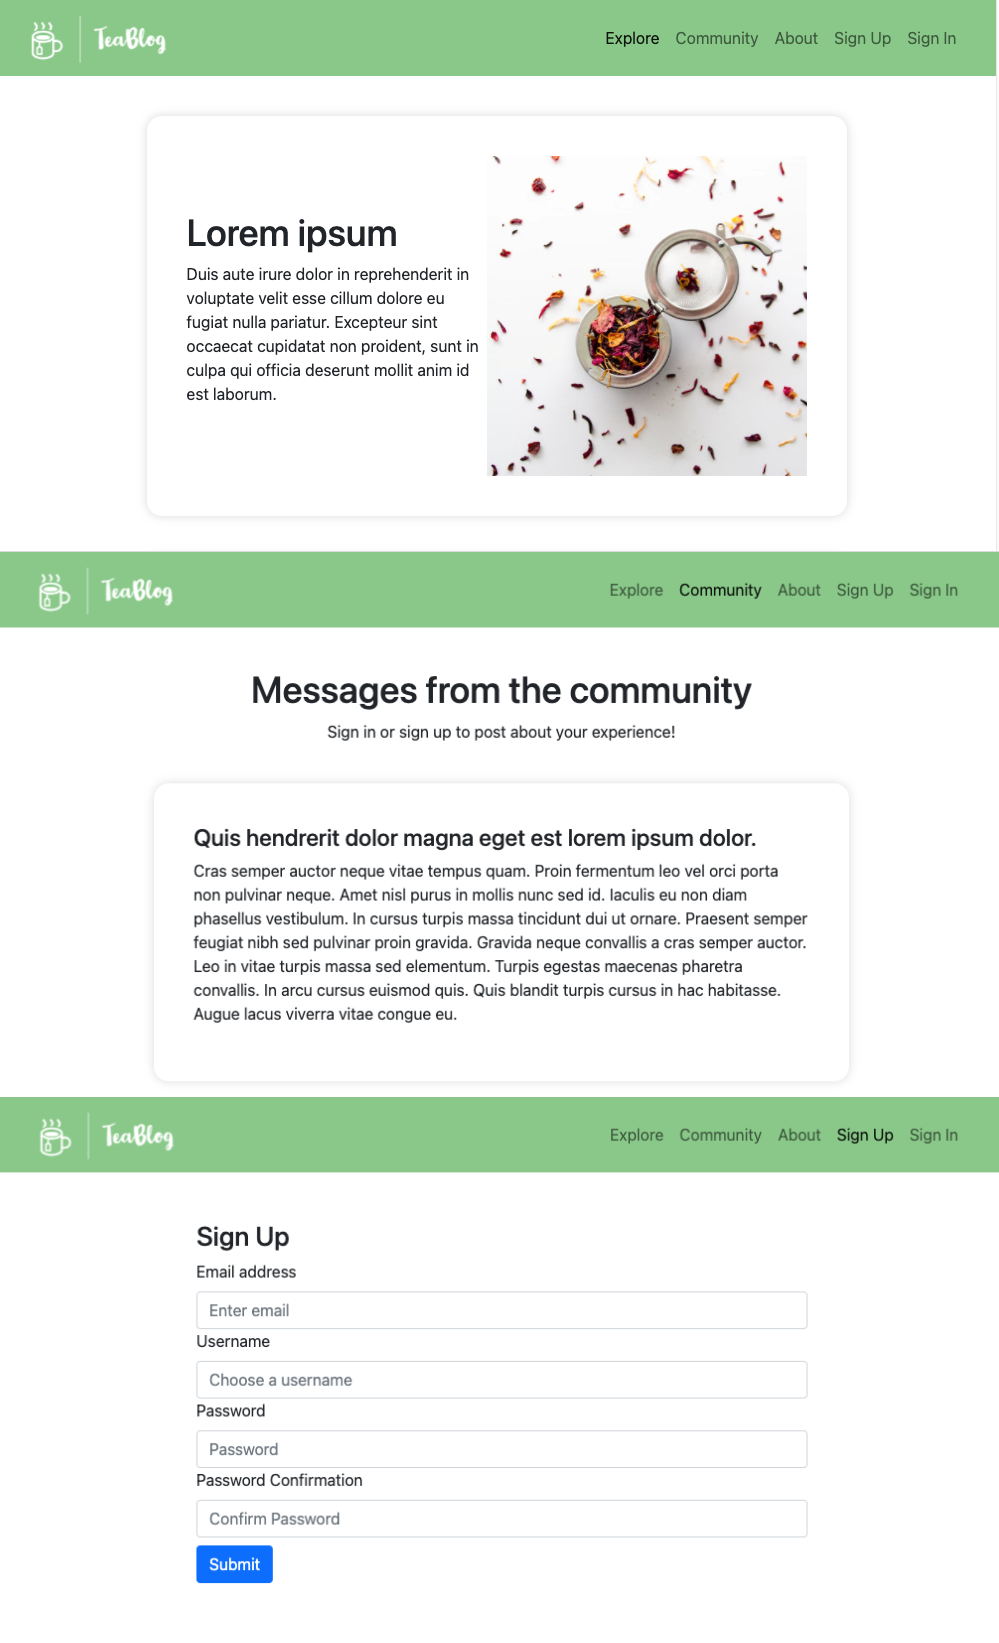 TeaBlog
Explore Community About Sign Up Sign In
Lorem ipsum
Duis aute irure dolor in reprehenderit in
voluptate velit esse cillum dolore eu
fugiat nulla pariatur. Excepteur sint
occaecat cupidatat non proident, sunt in
culpa qui officia deserunt mollit anim id
est laborum.
TeaBlog
Explore Community About Sign Up Sign In
Messages from the community
Sign in or sign up to post about your experience!
Quis hendrerit dolor magna eget est lorem ipsum dolor.
Cras semper auctor neque vitae tempus quam. Proin fermentum leo vel orci porta
non pulvinar neque. Amet nisl purus in mollis nunc sed id. Iaculis eu non diam
phasellus vestibulum. In cursus turpis massa tincidunt dui ut ornare. Praesent semper
feugiat nibh sed pulvinar proin gravida. Gravida neque convallis a cras semper auctor.
Leo in vitae turpis massa sed elementum. Turpis egestas maecenas pharetra
convallis. In arcu cursus euismod quis. Quis blandit turpis cursus in hac habitasse.
Augue lacus viverra vitae congue eu.
TeaBlog
Explore Community About Sign Up Sign In
Sign Up
Email address
Enter email
Username
Choose a username
Password
Password
Password Confirmation
Confirm Password
Submit